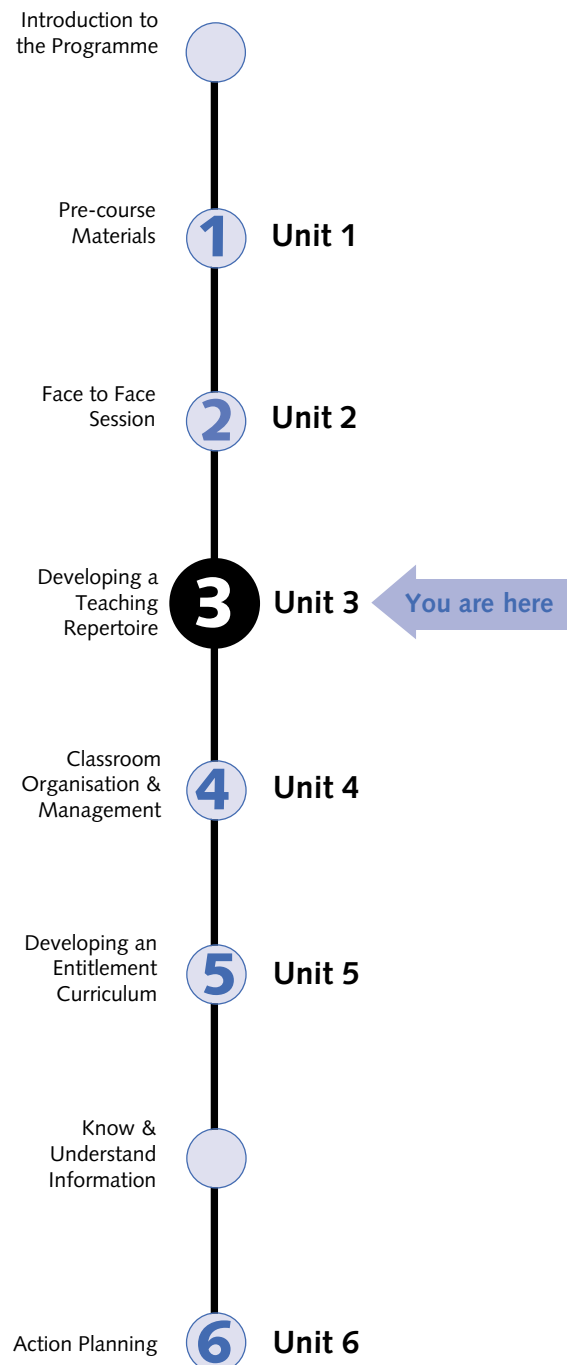 Introduction to
the Programme
Pre-course
Materials
1 Unit 1
Face to Face
Session
2 Unit 2
Developing a
Teaching
Repertoire
3 Unit 3 You are here
Classroom
Organisation &
Management
4 Unit 4
Developing an
Entitlement
Curriculum
5 Unit 5
Know &
Understand
Information
Action Planning 6 Unit 6